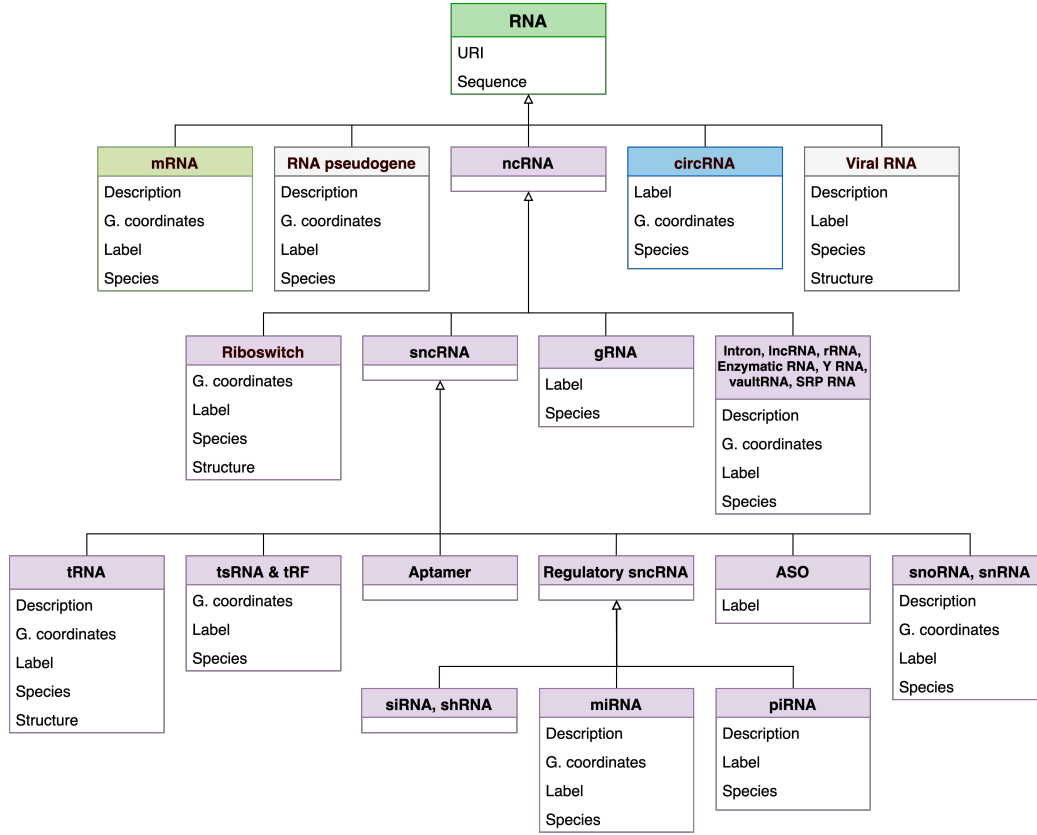 RNA
URI
Sequence
mRNA
Description
G. coordinates
Label
Species
RNA pseudogene
Description
G. coordinates
Label
Species
ncRNA
circRNA
Label
G. coordinates
Species
Viral RNA
Description
Label
Species
Structure
Riboswitch
G. coordinates
Label
Species
Structure
sncRNA
gRNA
Label
Species
Intron, lncRNA, rRNA,
Enzymatic RNA, Y RNA,
vaultRNA, SRP RNA
Description
G. coordinates
Label
Species
tRNA
Description
G. coordinates
Label
Species
Structure
tsRNA & tRF
G. coordinates
Label
Species
Aptamer
Regulatory sncRNA
ASO
Label
snoRNA, snRNA
Description
G. coordinates
Label
Species
siRNA, shRNA
miRNA
Description
G. coordinates
Label
Species
piRNA
Description
Label
Species